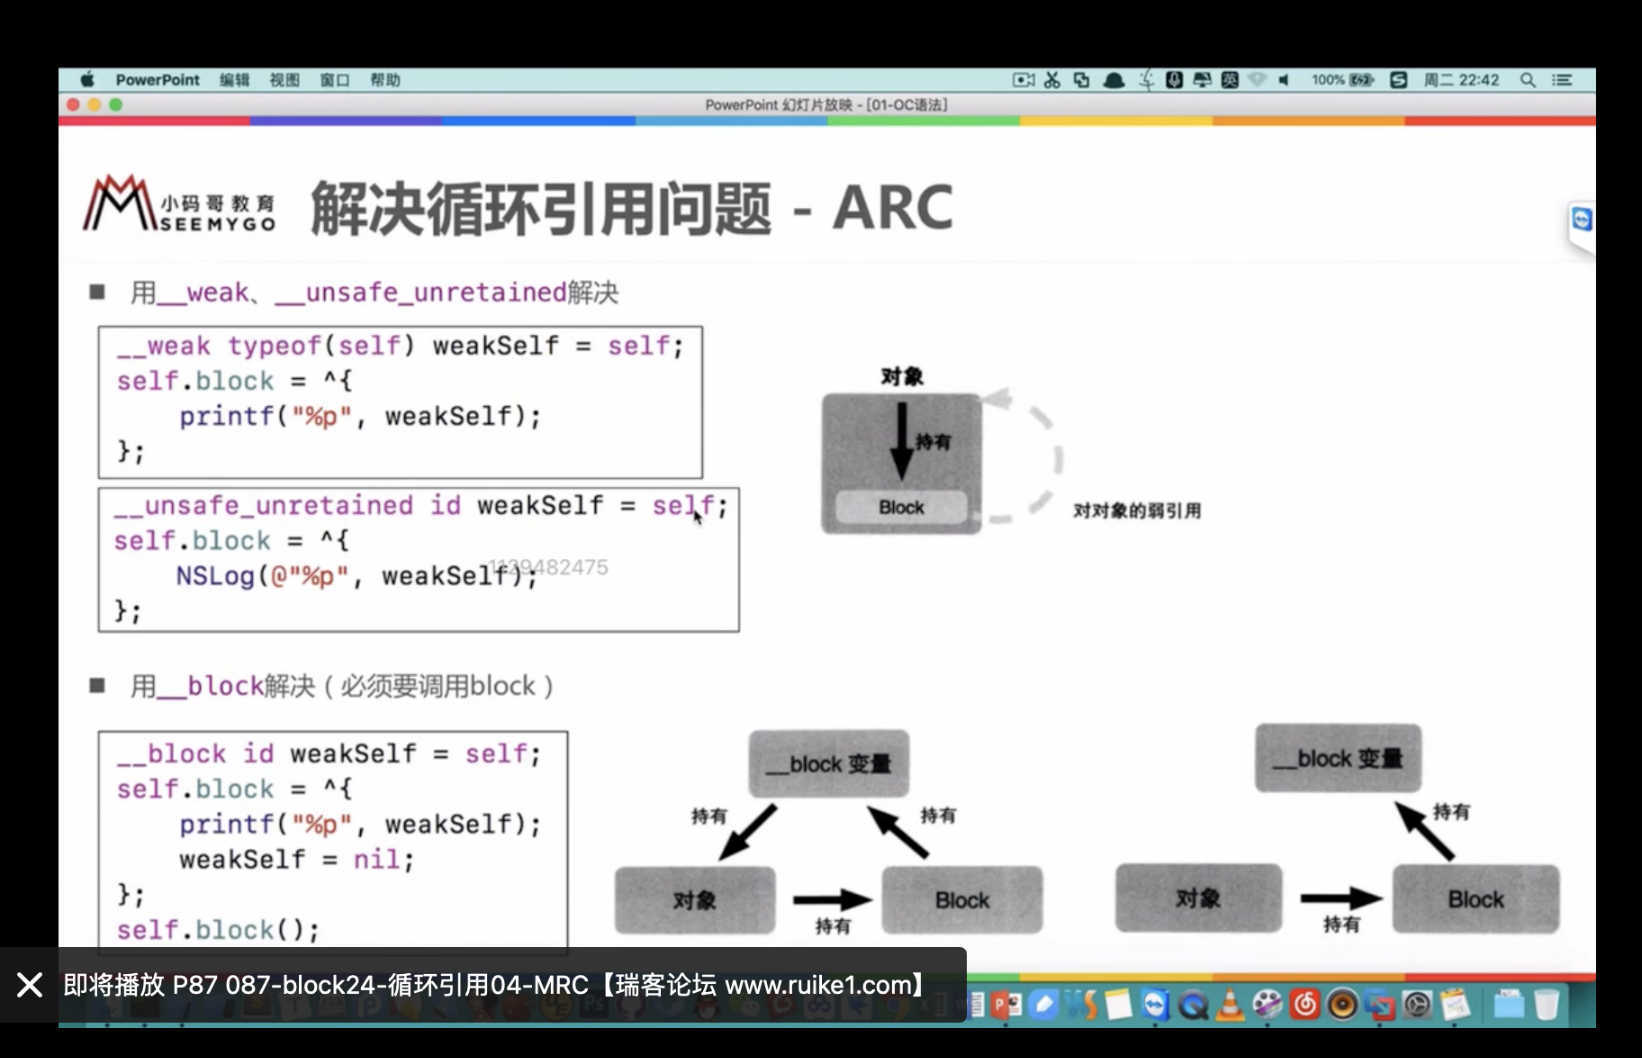 PowerPoint 编辑 视图 窗口 帮助
100% 周二 22:42
PowerPoint 幻灯片放映 - [01-OC语法]
小码哥教育
SEEMYGO
解决循环引用问题 - ARC
用__weak、__unsafe_unretained解决
__weak typeof(self) weakSelf = self;
self.block = ^{
printf("%p", weakSelf);
};
对象
持有
Block
对对象的弱引用
__unsafe_unretained id weakSelf = self;
self.block = ^{
NSLog(@"%p", weakSelf);
};
1129482475
用__block解决（必须要调用block）
__block id weakSelf = self;
self.block = ^{
printf("%p", weakSelf);
weakSelf = nil;
};
self.block();
__block 变量
持有
持有
对象
Block
持有
__block 变量
持有
对象
Block
持有
即将播放 P87 087-block24-循环引用04-MRC【瑞客论坛 www.ruike1.com】